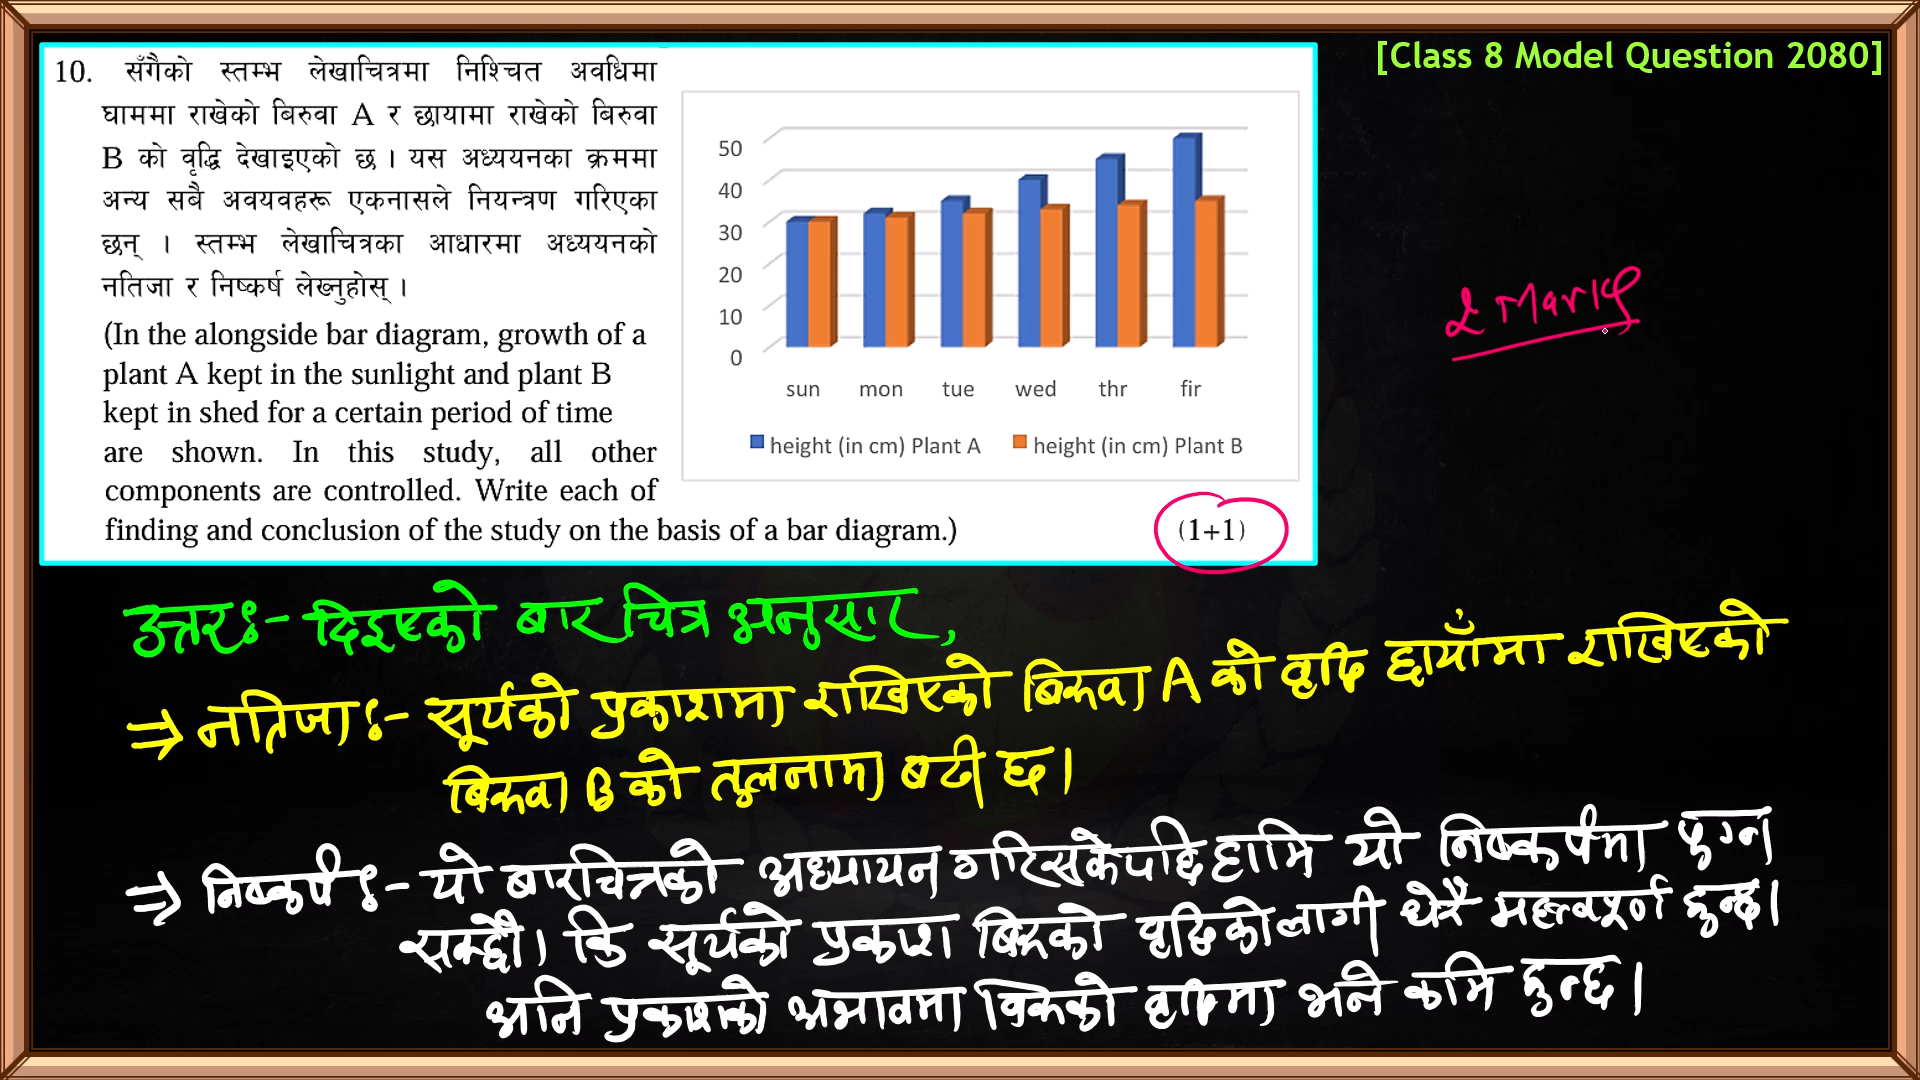 [Class 8 Model Question 2080]
10. सँगैको स्तम्भ लेखाचित्रमा निश्चित अवधिमा
घाममा राखेको बिरुवा A र छायामा राखेको बिरुवा
B को वृद्धि देखाइएको छ । यस अध्ययनका क्रममा
अन्य सबै अवयवहरू एकनासले नियन्त्रण गरिएका
छन् । स्तम्भ लेखाचित्रका आधारमा अध्ययनको
नतिजा र निष्कर्ष लेख्नुहोस् ।
(In the alongside bar diagram, growth of a
plant A kept in the sunlight and plant B
kept in shed for a certain period of time
are shown. In this study, all other
components are controlled. Write each of
finding and conclusion of the study on the basis of a bar diagram.)
(1+1)
50
40
30
20
10
0
sun mon tue wed thr fir
height (in cm) Plant A height (in cm) Plant B
2 Marks
उत्तरः- दिइएको बार चित्र अनुसार,
⇒ नतिजाः- सूर्यको प्रकाशमा राखिएको बिरुवा A को वृद्धि छायाँमा राखिएको
बिरुवा B को तुलनामा बढी छ।
⇒ निष्कर्षः- यो बारचित्रको अध्यायन गरिसकेपछि हामि यो निष्कर्षमा पुग्न
सक्छौ। कि सूर्यको प्रकाश बिरुको वृद्धिको लागी धेरै महत्वपूर्ण हुन्छ।
अनि प्रकाशको अभावमा वृद्धिमा भने कमि हुन्छ।